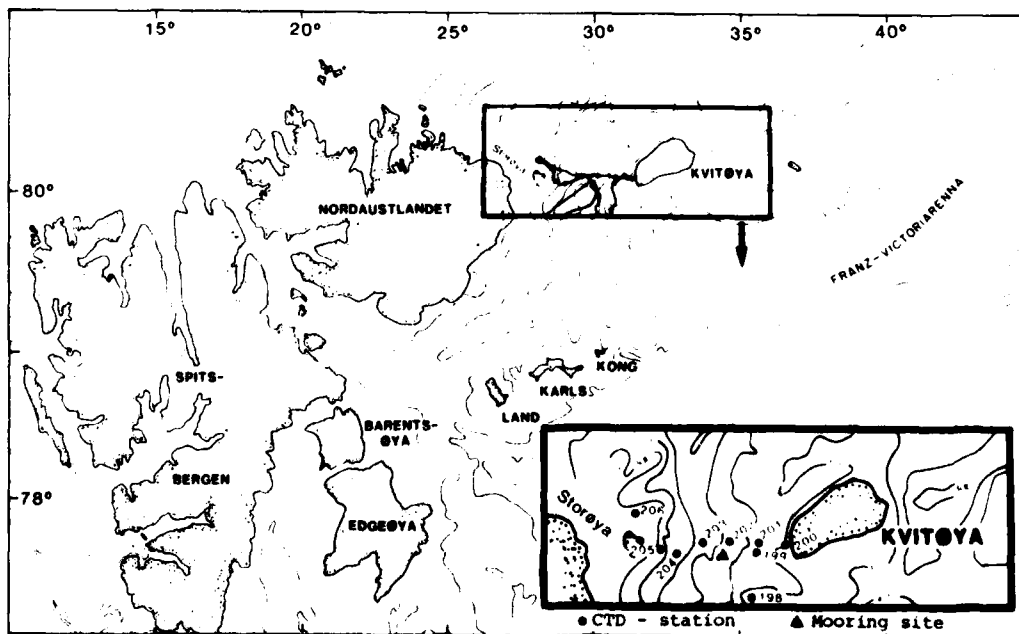 15° 20° 25° 30° 35° 40°
80°
78°
NORDAUSTLANDET
KVITØYA
FRANZ-VICTORIARENNA
SPITS-
BERGEN
BARENTS-
ØYA
EDGEØYA
KONG
KARLS
LAND
Storøya
KVITØYA
206
205
204
203
201
200
199
198
CTD - station
Mooring site